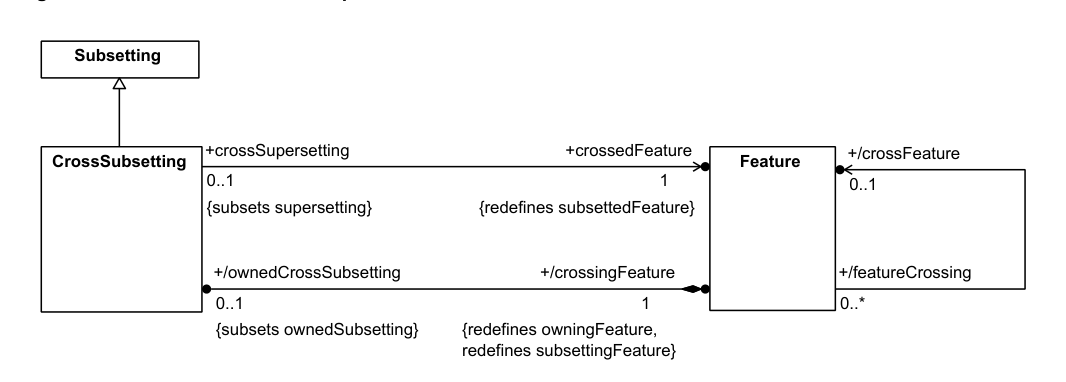 Subsetting
CrossSubsetting
+crossSupersetting
+crossedFeature
Feature
+/crossFeature
0..1
1
0..1
{subsets supersetting}
{redefines subsettedFeature}
+/ownedCrossSubsetting
+/crossingFeature
+/featureCrossing
0..1
1
0..*
{subsets ownedSubsetting}
{redefines owningFeature,
redefines subsettingFeature}